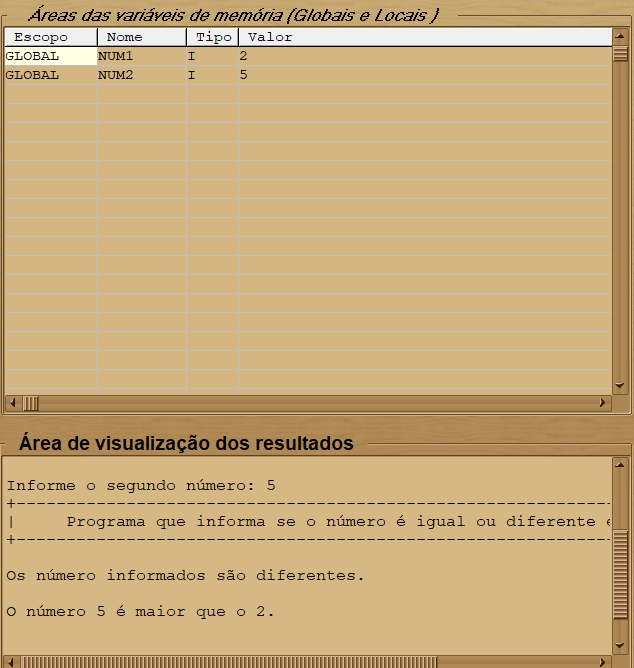 Áreas das variáveis de memória (Globais e Locais )
Escopo Nome Tipo Valor
GLOBAL NUM1 I 2
GLOBAL NUM2 I 5
Área de visualização dos resultados
Informe o segundo número: 5
+-----------------------------------------------------------
| Programa que informa se o número é igual ou diferente e
+-----------------------------------------------------------
Os número informados são diferentes.
O número 5 é maior que o 2.